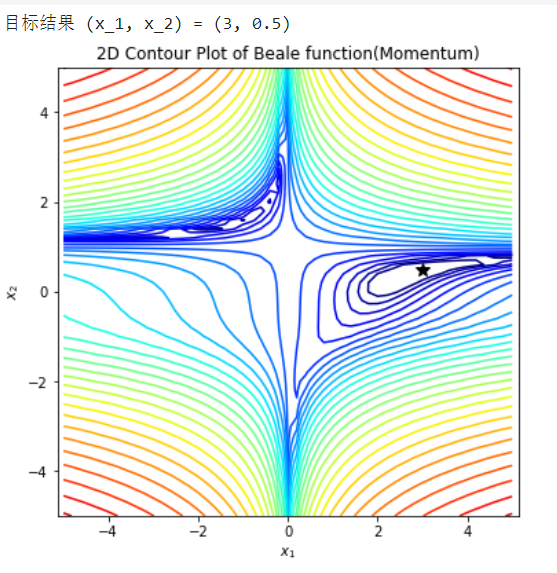 目标结果 (x_1, x_2) = (3, 0.5)
2D Contour Plot of Beale function(Momentum)
4
2
0
−2
−4
x₂
−4 −2 0 2 4
x₁